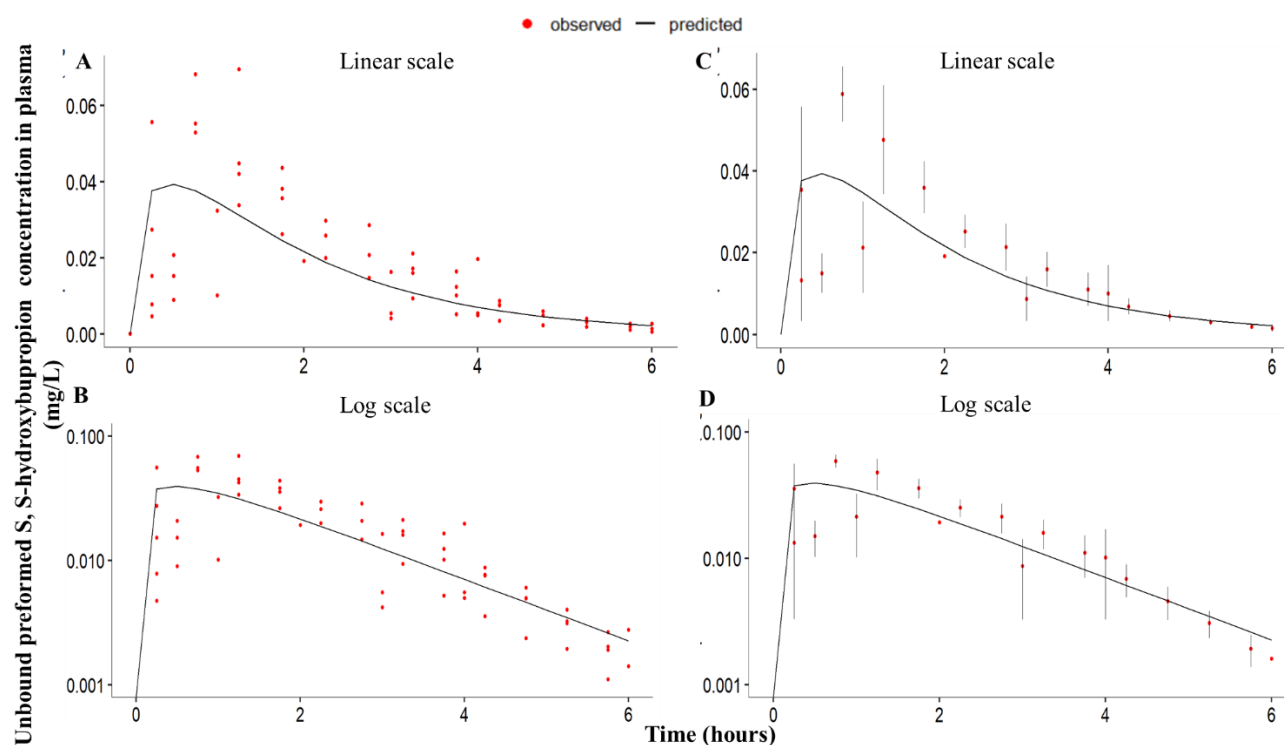 observed predicted
Unbound preformed S, S-hydroxybupropion concentration in plasma
(mg/L)
A
Linear scale
0.06
0.04
0.02
0.00
0 2 4 6
C
Linear scale
0.06
0.04
0.02
0.00
0 2 4 6
B
Log scale
0.100
0.010
0.001
0 2 4 6
D
Log scale
0.100
0.010
0.001
0 2 4 6
Time (hours)